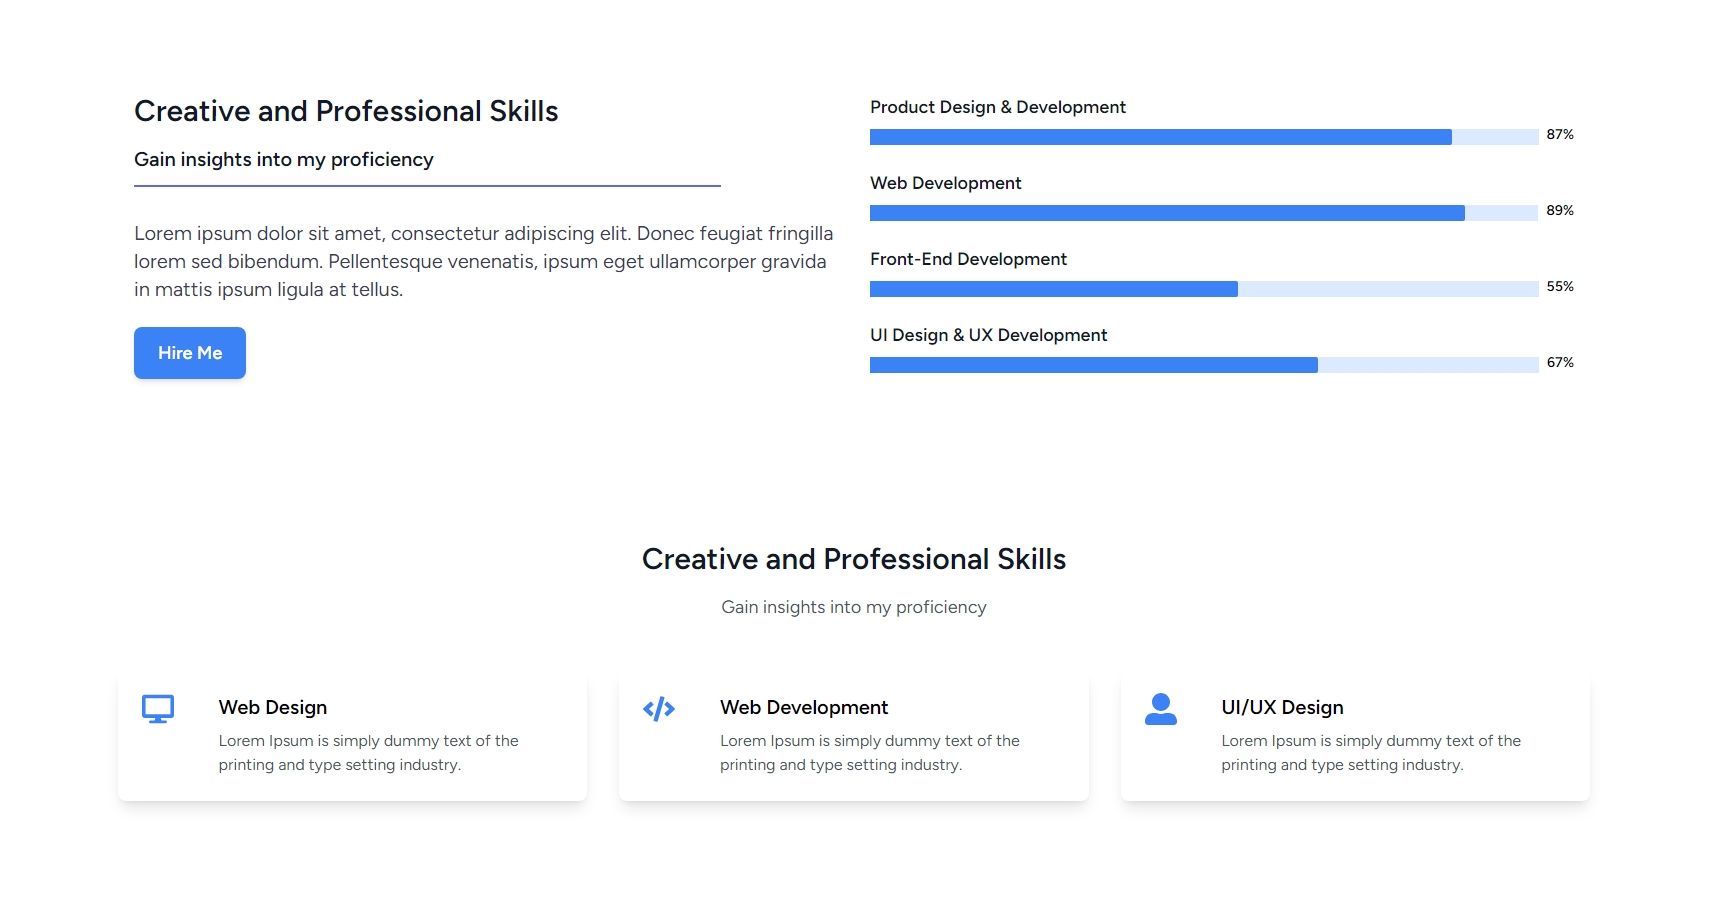 Creative and Professional Skills
Gain insights into my proficiency
Lorem ipsum dolor sit amet, consectetur adipiscing elit. Donec feugiat fringilla
lorem sed bibendum. Pellentesque venenatis, ipsum eget ullamcorper gravida
in mattis ipsum ligula at tellus.
Hire Me
Product Design & Development
87%
Web Development
89%
Front-End Development
55%
UI Design & UX Development
67%
Creative and Professional Skills
Gain insights into my proficiency
Web Design
Lorem Ipsum is simply dummy text of the
printing and type setting industry.
Web Development
Lorem Ipsum is simply dummy text of the
printing and type setting industry.
UI/UX Design
Lorem Ipsum is simply dummy text of the
printing and type setting industry.